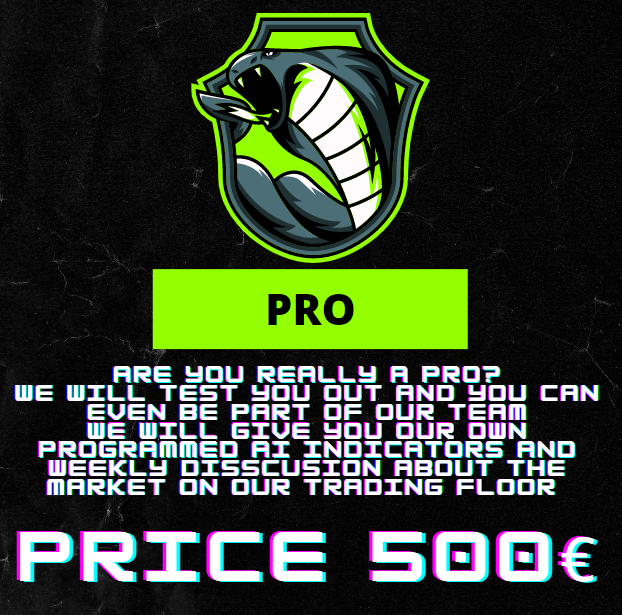 PRO
ARE YOU REALLY A PRO?
WE WILL TEST YOU OUT AND YOU CAN
EVEN BE PART OF OUR TEAM
WE WILL GIVE YOU OUR OWN
PROGRAMMED AI INDICATORS AND
WEEKLY DISSCUSION ABOUT THE
MARKET ON OUR TRADING FLOOR
PRICE 500€